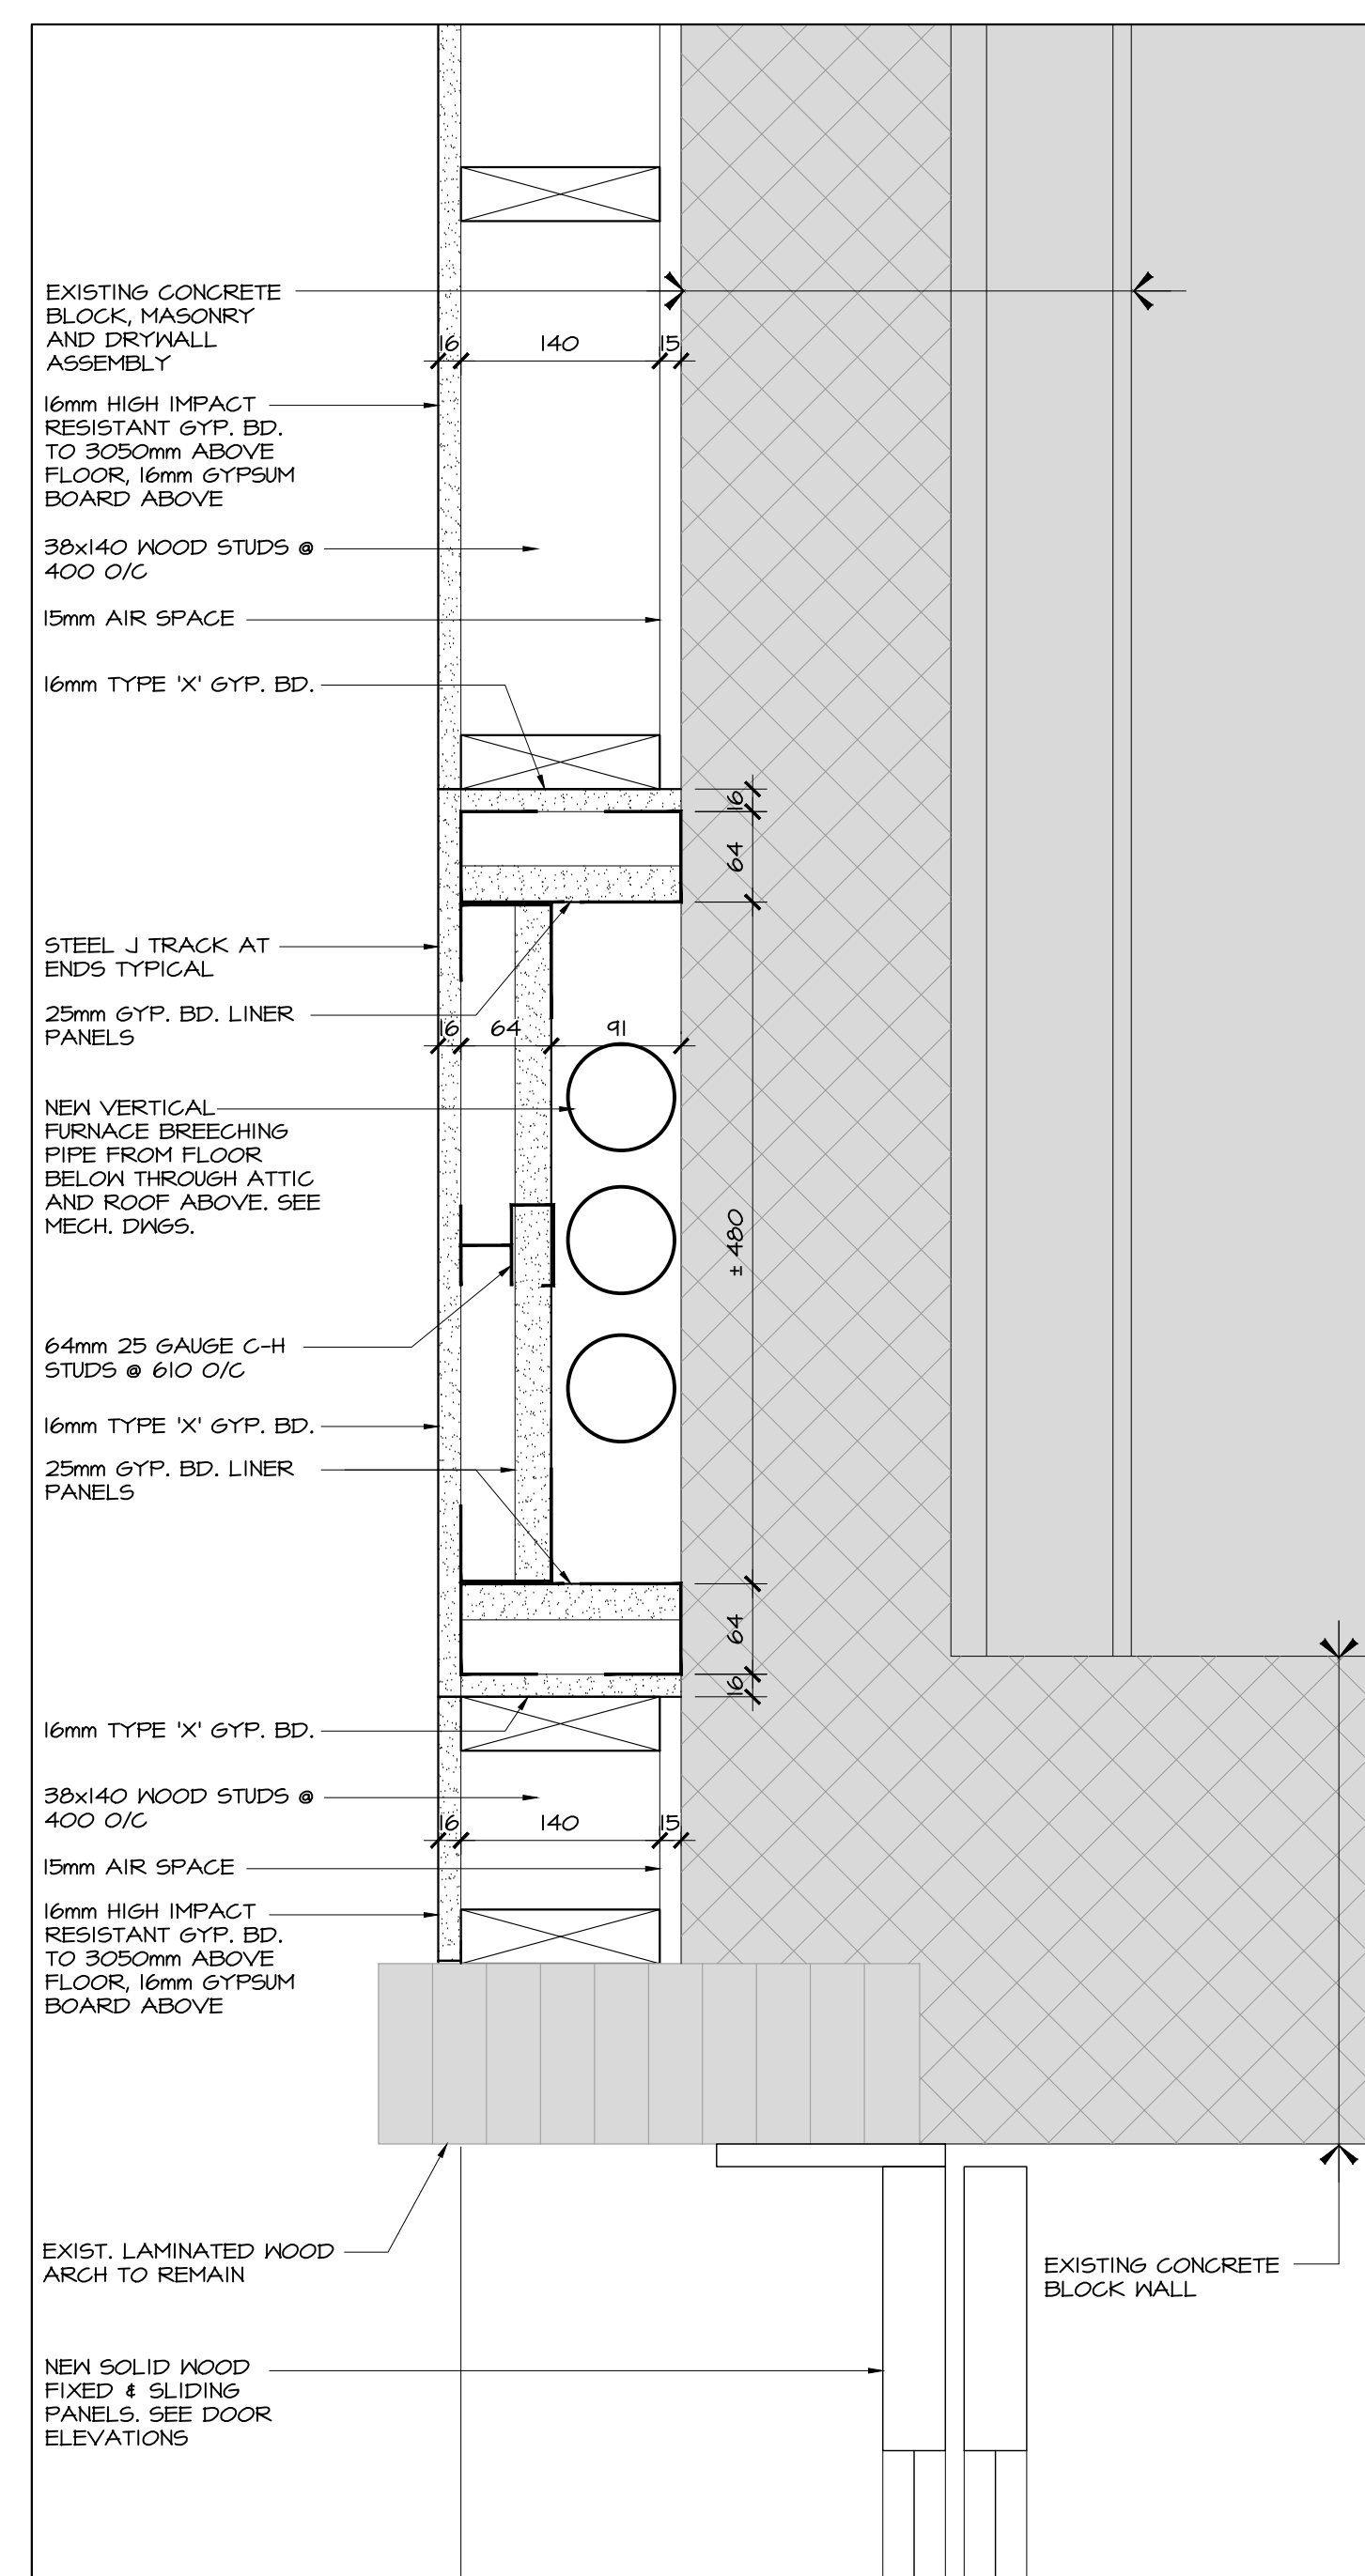 EXISTING CONCRETE
BLOCK, MASONRY
AND DRYWALL
ASSEMBLY
16 140 15
16mm HIGH IMPACT
RESISTANT GYP. BD.
TO 3050mm ABOVE
FLOOR, 16mm GYPSUM
BOARD ABOVE
38x140 WOOD STUDS @
400 O/C
15mm AIR SPACE
16mm TYPE 'X' GYP. BD.
16
64
STEEL J TRACK AT
ENDS TYPICAL
25mm GYP. BD. LINER
PANELS
16 64 91
NEW VERTICAL
FURNACE BREECHING
PIPE FROM FLOOR
BELOW THROUGH ATTIC
AND ROOF ABOVE. SEE
MECH. DWGS.
± 480
64mm 25 GAUGE C-H
STUDS @ 610 O/C
16mm TYPE 'X' GYP. BD.
25mm GYP. BD. LINER
PANELS
64
16
16mm TYPE 'X' GYP. BD.
38x140 WOOD STUDS @
400 O/C
16 140 15
15mm AIR SPACE
16mm HIGH IMPACT
RESISTANT GYP. BD.
TO 3050mm ABOVE
FLOOR, 16mm GYPSUM
BOARD ABOVE
EXIST. LAMINATED WOOD
ARCH TO REMAIN
EXISTING CONCRETE
BLOCK WALL
NEW SOLID WOOD
FIXED & SLIDING
PANELS. SEE DOOR
ELEVATIONS